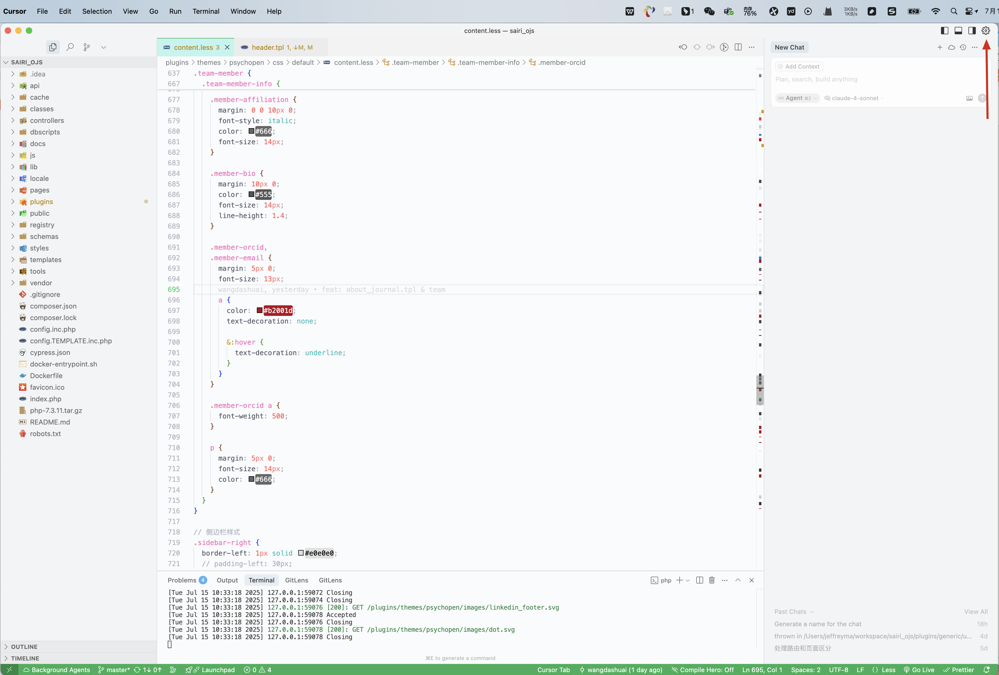 Cursor File Edit Selection View Go Run Terminal Window Help 1 内存 76% yd 3KB/s 1KB/s 7月
content.less — sairi_ojs
content.less 3 header.tpl 1, ↓M, M
New Chat
SAIRI_OJS
plugins > themes > psychopen > css > default > content.less > .team-member > .team-member-info > .member-orcid
@ Add Context
Plan, search, build anything
∞ Agent ⌘I claude-4-sonnet
.idea
api
cache
classes
controllers
dbscripts
docs
js
lib
locale
pages
plugins
public
registry
schemas
styles
templates
tools
vendor
.gitignore
composer.json
composer.lock
config.inc.php
config.TEMPLATE.inc.php
cypress.json
docker-entrypoint.sh
Dockerfile
favicon.ico
index.php
php-7.3.11.tar.gz
README.md
robots.txt
OUTLINE
TIMELINE
637 .team-member {
667 .team-member-info {
677 .member-affiliation {
678 margin: 0 0 10px 0;
679 font-style: italic;
680 color: #666;
681 font-size: 14px;
682 }
683
684 .member-bio {
685 margin: 10px 0;
686 color: #555;
687 font-size: 14px;
688 line-height: 1.4;
689 }
690
691 .member-orcid,
692 .member-email {
693 margin: 5px 0;
694 font-size: 13px;
695 wangdashuai, yesterday • feat: about_journal.tpl & team
696 a {
697 color: #b2001d;
698 text-decoration: none;
699
700 &:hover {
701 text-decoration: underline;
702 }
703 }
704 }
705
706 .member-orcid a {
707 font-weight: 500;
708 }
709
710 p {
711 margin: 5px 0;
712 font-size: 14px;
713 color: #666;
714 }
715 }
716 }
717
718 // 侧边栏样式
719 .sidebar-right {
720 border-left: 1px solid #e0e0e0;
721 // padding-left: 30px;
Problems 4 Output Terminal GitLens GitLens php
[Tue Jul 15 10:33:18 2025] 127.0.0.1:59072 Closing
[Tue Jul 15 10:33:18 2025] 127.0.0.1:59074 Closing
[Tue Jul 15 10:33:18 2025] 127.0.0.1:59076 [200]: GET /plugins/themes/psychopen/images/linkedin_footer.svg
[Tue Jul 15 10:33:18 2025] 127.0.0.1:59078 Accepted
[Tue Jul 15 10:33:18 2025] 127.0.0.1:59076 Closing
[Tue Jul 15 10:33:18 2025] 127.0.0.1:59078 [200]: GET /plugins/themes/psychopen/images/dot.svg
[Tue Jul 15 10:33:18 2025] 127.0.0.1:59078 Closing
⌘E to generate a command
Past Chats View All
Generate a name for the chat 18h
thrown in /Users/jeffreyma/workspace/sairi_ojs/plugins/generic/u... 4d
处理路由和页面区分 5d
Background Agents master* 1↓ 0↑ Launchpad 0 4 Cursor Tab wangdashuai (1 day ago) Compile Hero: Off Ln 695, Col 1 Spaces: 2 UTF-8 LF {} Less Go Live Prettier